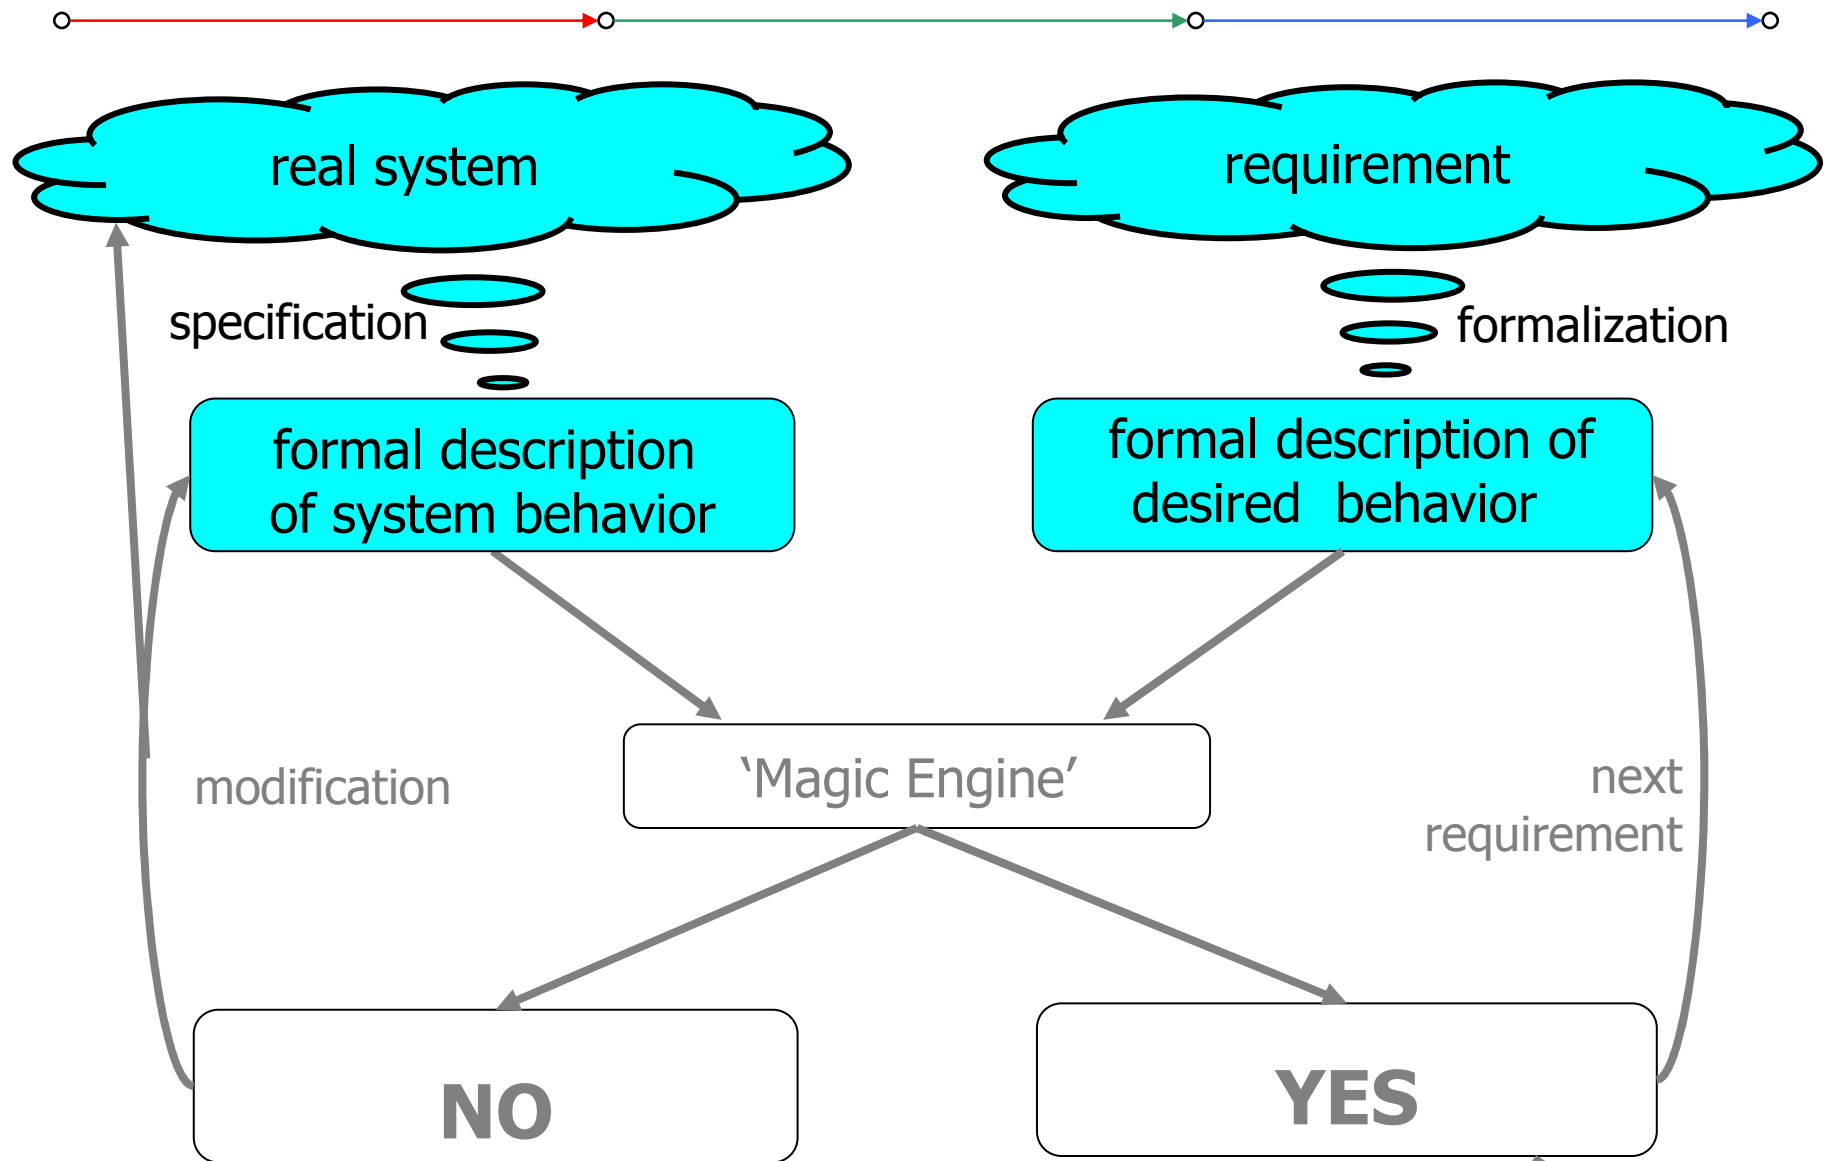 real system
requirement
specification
formalization
formal description
of system behavior
formal description of
desired  behavior
‘Magic Engine’
modification
next
requirement
NO
YES